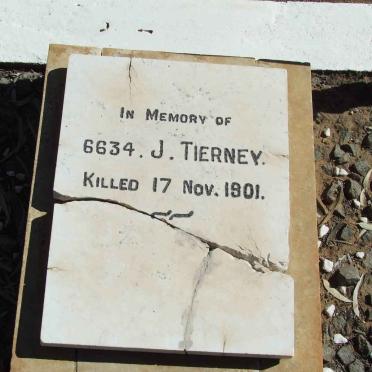 IN MEMORY OF
6634. J. TIERNEY.
KILLED 17 NOV. 1901.